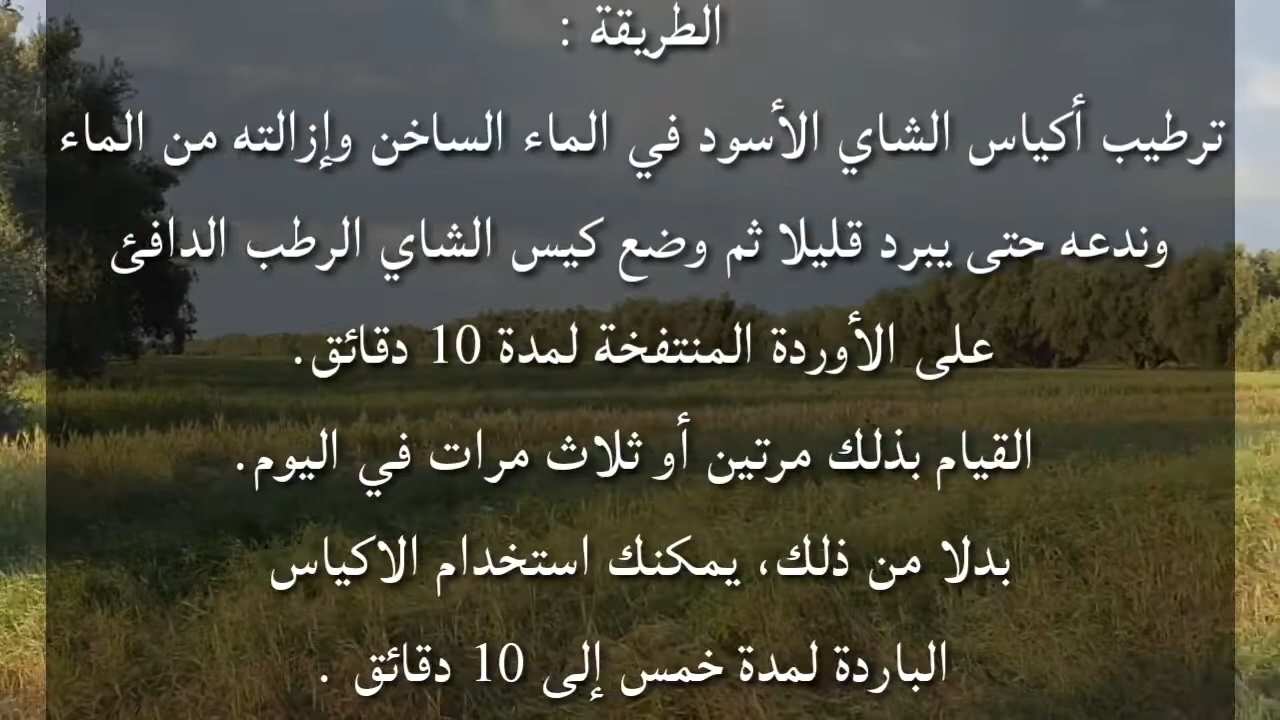 الطريقة :
ترطيب أكياس الشاي الأسود في الماء الساخن وإزالته من الماء
وندعه حتى يبرد قليلا ثم وضع كيس الشاي الرطب الدافئ
على الأوردة المنتفخة لمدة 10 دقائق.
القيام بذلك مرتين أو ثلاث مرات في اليوم.
بدلا من ذلك، يمكنك استخدام الاكياس
الباردة لمدة خمس إلى 10 دقائق .